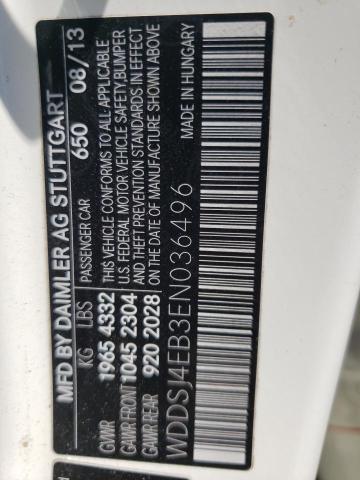 MFD BY DAIMLER AG STUTTGART
650 08/13
PASSENGER CAR
KG LBS
GVWR 1965 4332
GAWR FRONT 1045 2304
GAWR REAR 920 2028
THIS VEHICLE CONFORMS TO ALL APPLICABLE
U.S. FEDERAL MOTOR VEHICLE SAFETY,BUMPER
AND THEFT PREVENTION STANDARDS IN EFFECT
ON THE DATE OF MANUFACTURE SHOWN ABOVE
WDDSJ4EB3EN036496
MADE IN HUNGARY